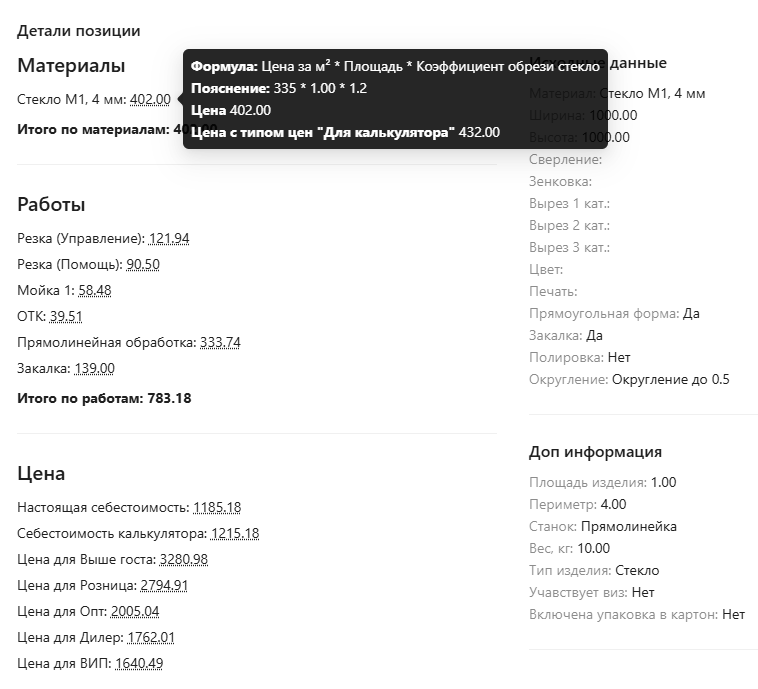 Детали позиции
Материалы
Стекло М1, 4 мм: 402.00
Итого по материалам: 402.00
Формула: Цена за м² * Площадь * Коэффициент обрези стекло
Пояснение: 335 * 1.00 * 1.2
Цена 402.00
Цена с типом цен "Для калькулятора" 432.00
Работы
Резка (Управление): 121.94
Резка (Помощь): 90.50
Мойка 1: 58.48
ОТК: 39.51
Прямолинейная обработка: 333.74
Закалка: 139.00
Итого по работам: 783.18
Цена
Настоящая себестоимость: 1185.18
Себестоимость калькулятора: 1215.18
Цена для Выше госта: 3280.98
Цена для Розница: 2794.91
Цена для Опт: 2005.04
Цена для Дилер: 1762.01
Цена для ВИП: 1640.49
Исходные данные
Материал: Стекло М1, 4 мм
Ширина: 1000.00
Высота: 1000.00
Сверление:
Зенковка:
Вырез 1 кат.:
Вырез 2 кат.:
Вырез 3 кат.:
Цвет:
Печать:
Прямоугольная форма: Да
Закалка: Да
Полировка: Нет
Округление: Округление до 0.5
Доп информация
Площадь изделия: 1.00
Периметр: 4.00
Станок: Прямолинейка
Вес, кг: 10.00
Тип изделия: Стекло
Учавствует виз: Нет
Включена упаковка в картон: Нет